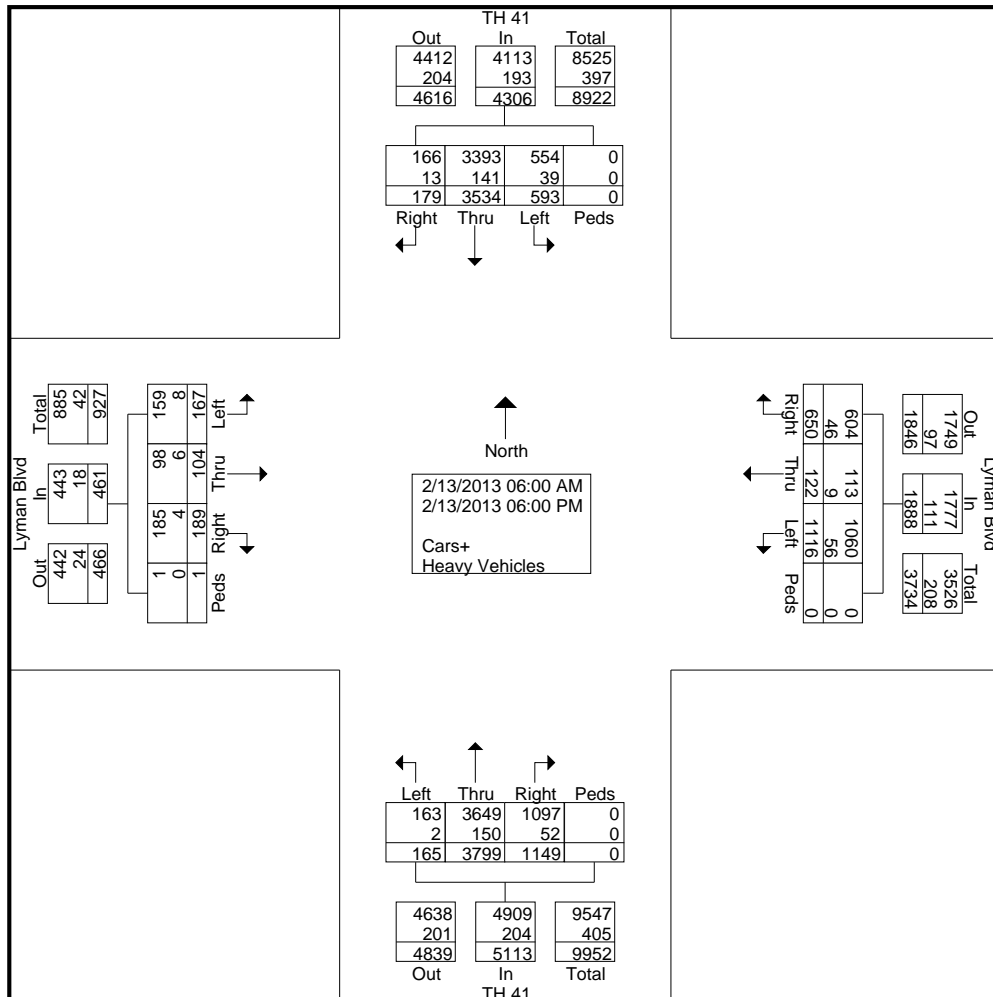 TH 41
Out In Total
4412 4113 8525
204 193 397
4616 4306 8922
166 3393 554 0
13 141 39 0
179 3534 593 0
Right Thru Left Peds
Lyman Blvd
Total In Out
885 443 442
42 18 24
927 461 466
159 98 185 1
8 6 4 0
167 104 189 1
Left Thru Right Peds
North
2/13/2013 06:00 AM
2/13/2013 06:00 PM
Cars+
Heavy Vehicles
Right Thru Left Peds
650 122 1116 0
46 9 56 0
604 113 1060 0
Out In Total
1846 1888 3734
97 111 208
1749 1777 3526
Lyman Blvd
Left Thru Right Peds
163 3649 1097 0
2 150 52 0
165 3799 1149 0
4638 4909 9547
201 204 405
4839 5113 9952
Out In Total
TH 41